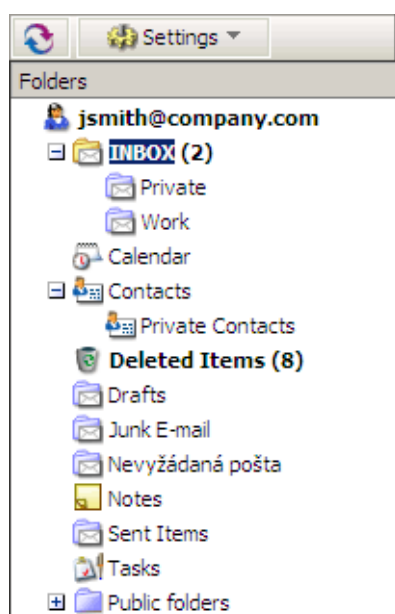 Settings
Folders
jsmith@company.com
INBOX (2)
Private
Work
Calendar
Contacts
Private Contacts
Deleted Items (8)
Drafts
Junk E-mail
Nevyžádaná pošta
Notes
Sent Items
Tasks
Public folders